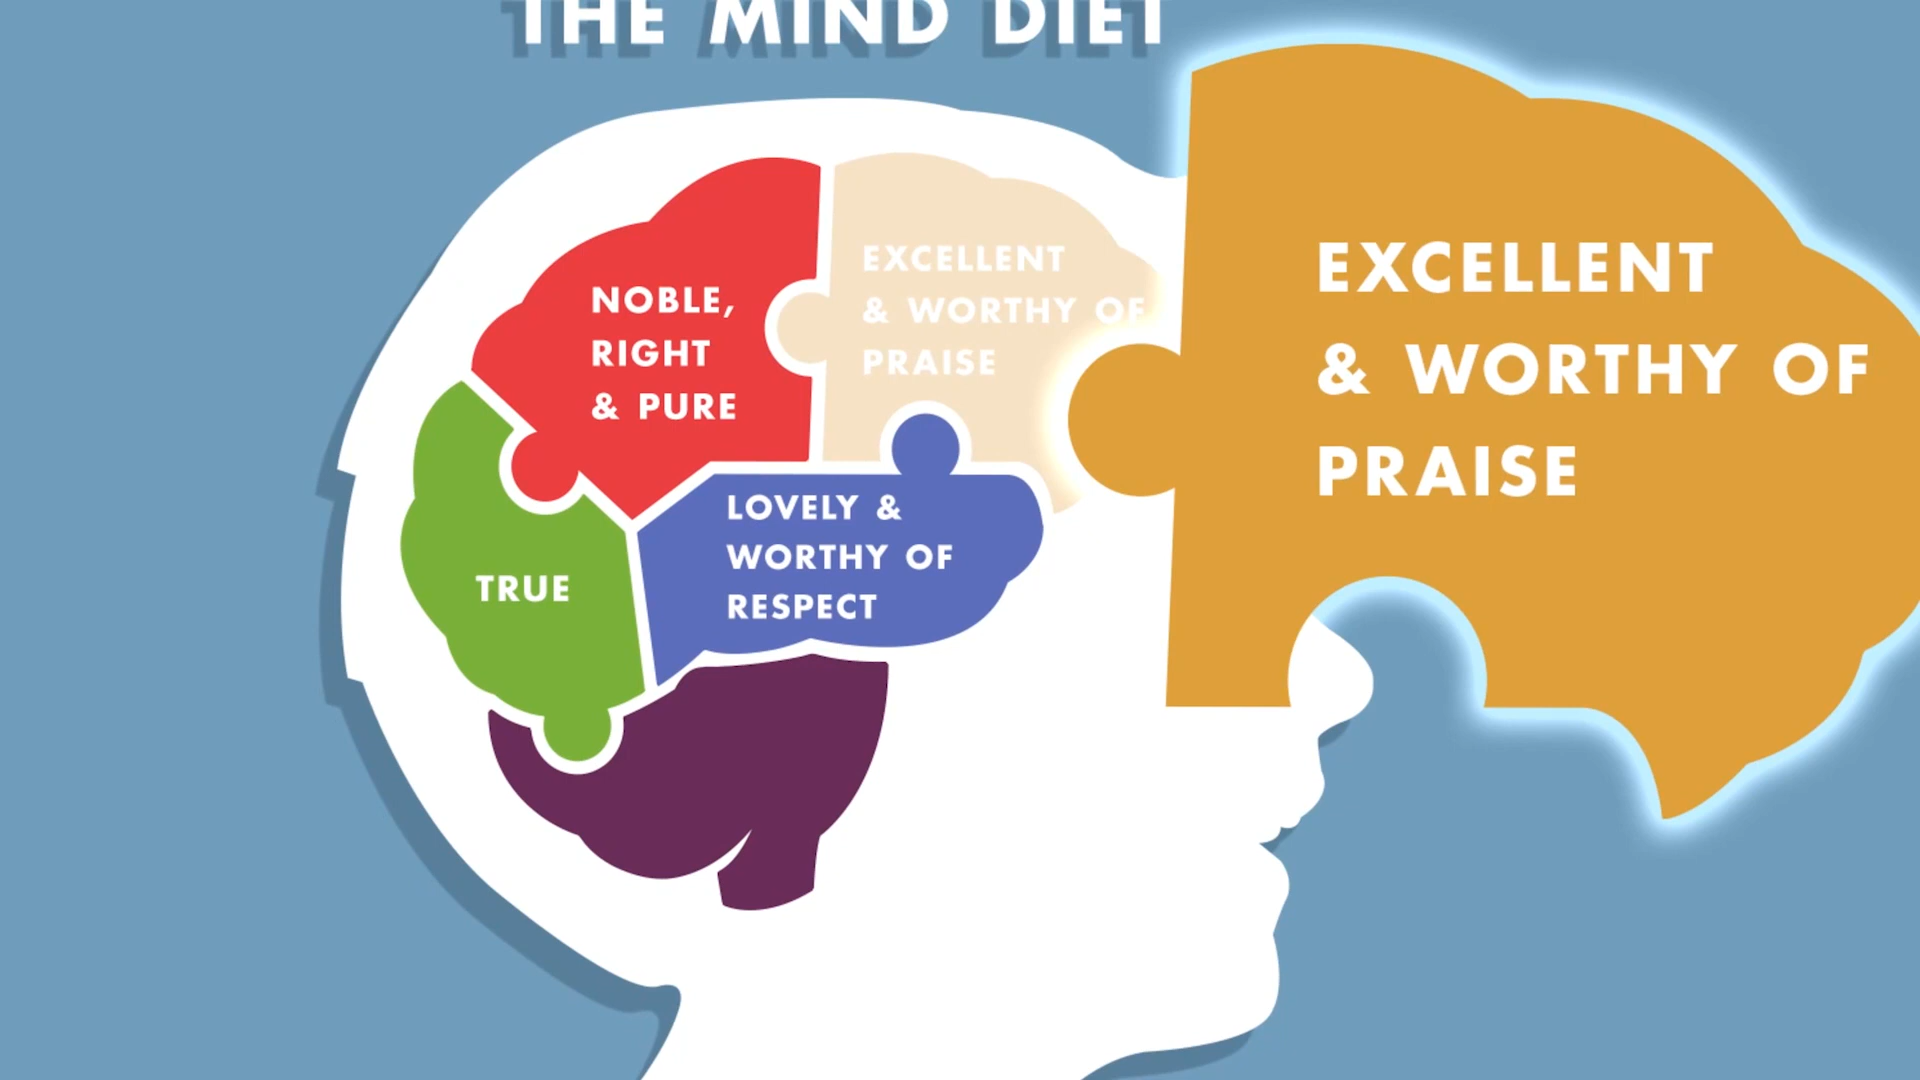 THE MIND DIET
NOBLE,
RIGHT
& PURE
EXCELLENT
& WORTHY OF
PRAISE
EXCELLENT
& WORTHY OF
PRAISE
LOVELY &
WORTHY OF
RESPECT
TRUE